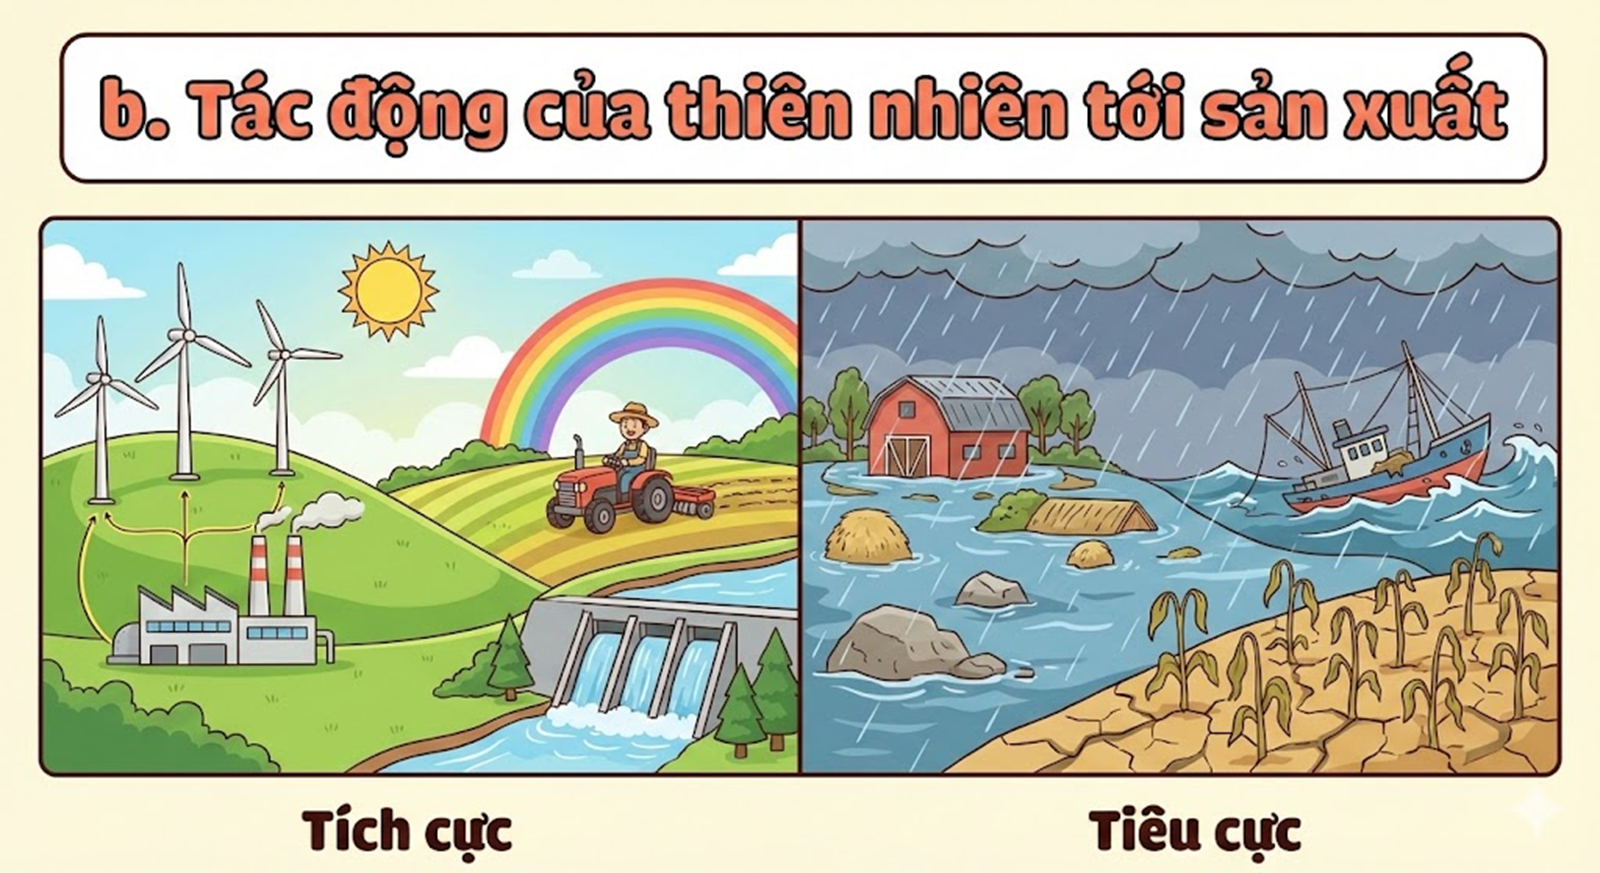 b. Tác động của thiên nhiên tới sản xuất
Tích cực
Tiêu cực